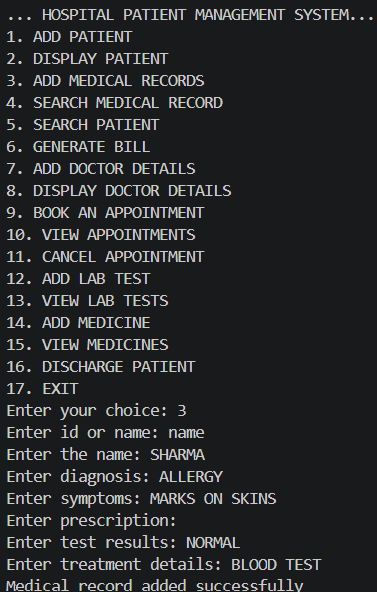 ... HOSPITAL PATIENT MANAGEMENT SYSTEM...
1. ADD PATIENT
2. DISPLAY PATIENT
3. ADD MEDICAL RECORDS
4. SEARCH MEDICAL RECORD
5. SEARCH PATIENT
6. GENERATE BILL
7. ADD DOCTOR DETAILS
8. DISPLAY DOCTOR DETAILS
9. BOOK AN APPOINTMENT
10. VIEW APPOINTMENTS
11. CANCEL APPOINTMENT
12. ADD LAB TEST
13. VIEW LAB TESTS
14. ADD MEDICINE
15. VIEW MEDICINES
16. DISCHARGE PATIENT
17. EXIT
Enter your choice: 3
Enter id or name: name
Enter the name: SHARMA
Enter diagnosis: ALLERGY
Enter symptoms: MARKS ON SKINS
Enter prescription:
Enter test results: NORMAL
Enter treatment details: BLOOD TEST
Medical record added successfully